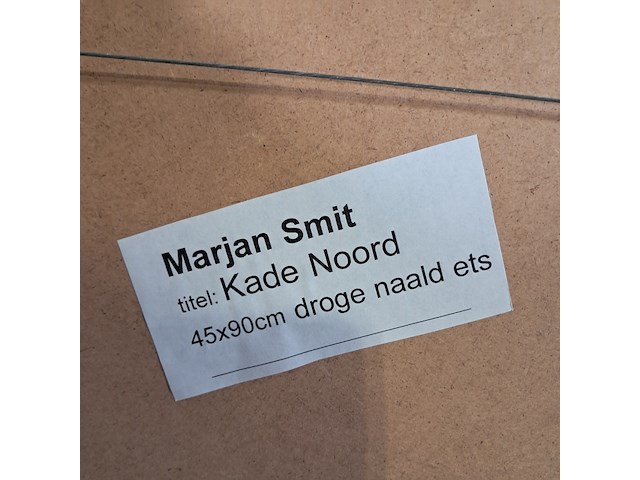 Marjan Smit
titel: Kade Noord
45x90cm droge naald ets